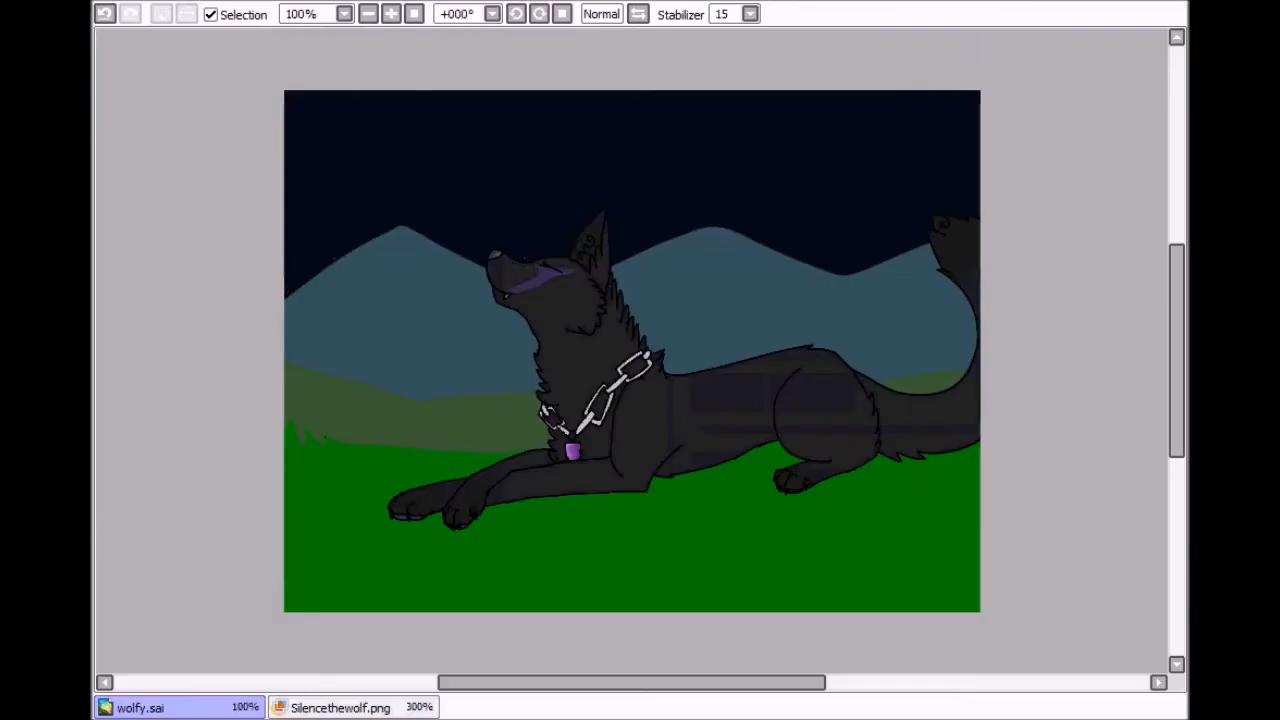 Selection 100% +000° Normal Stabilizer 15
wolfy.sai 100% Silencethewolf.png 300%